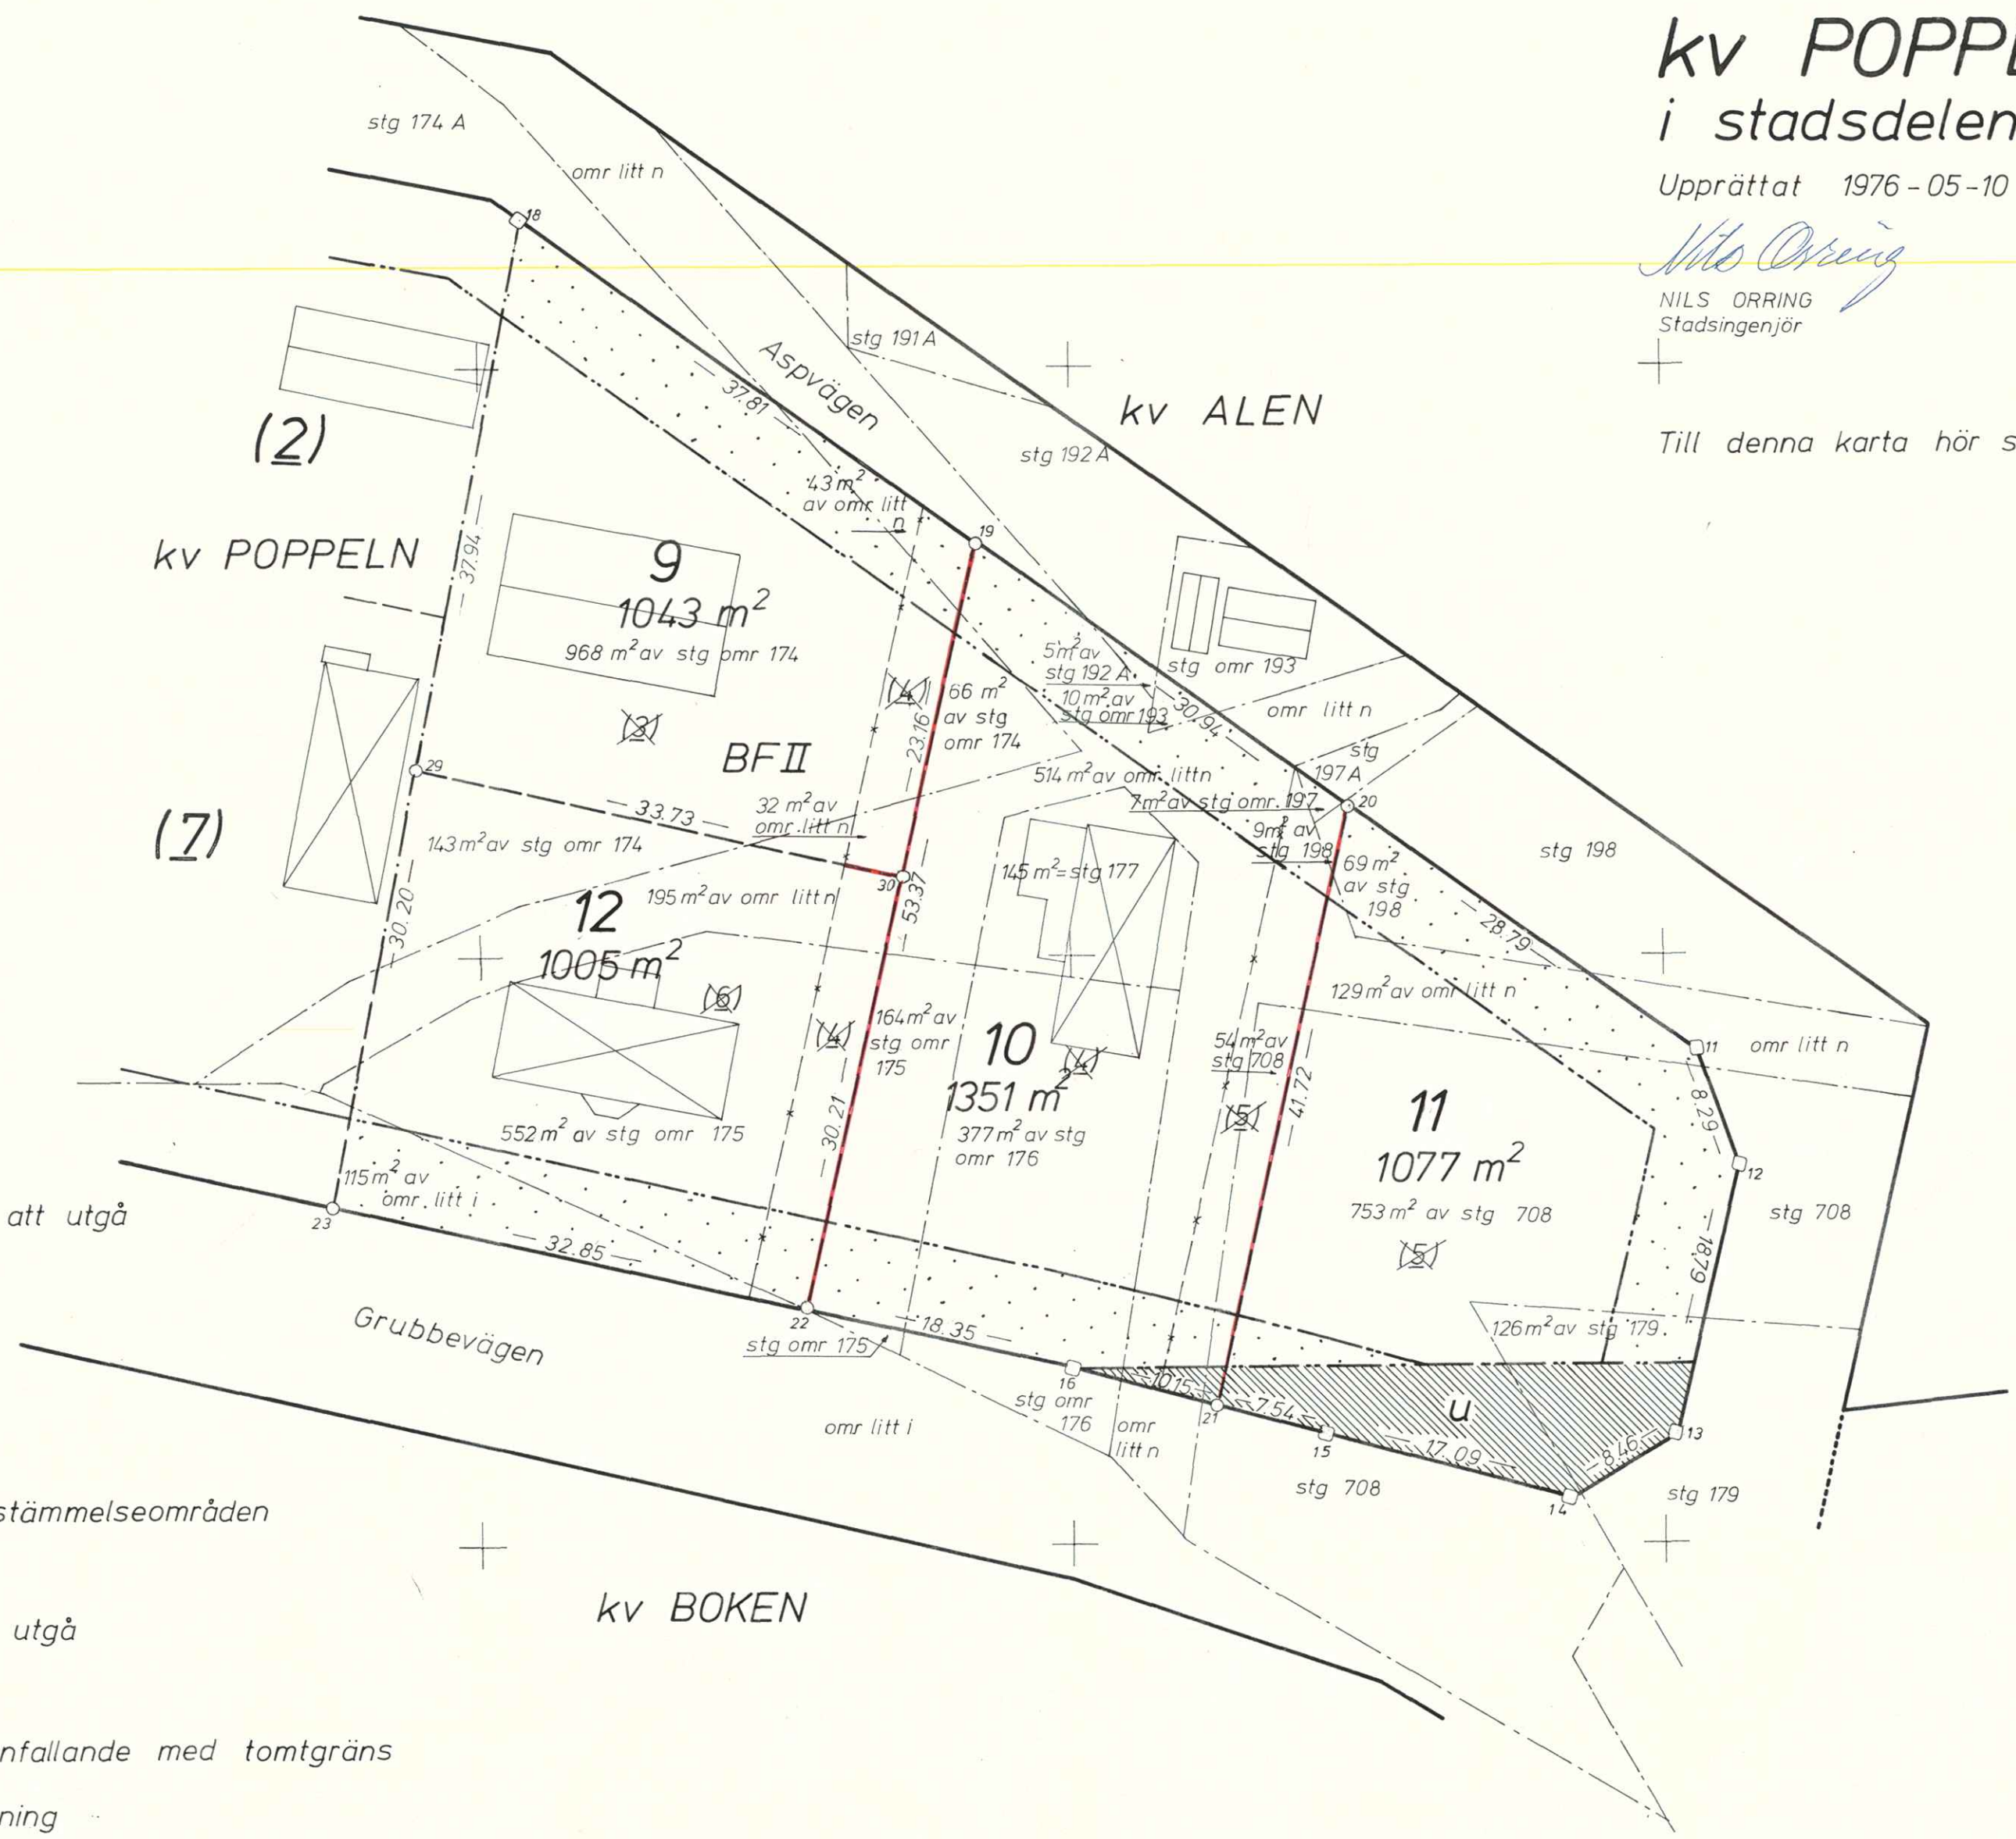 kv POPPE
i stadsdelen
Upprättat 1976-05-10
Nils Orring
NILS ORRING
Stadsingenjör
Till denna karta hör s
stg 174 A
omr litt n
18
stg 191 A
Aspvägen
37.81
kv ALEN
stg 192 A
(2)
43 m²
av omr litt
n
19
kv POPPELN
37.94
9
1043 m²
968 m² av stg omr 174
5 m² av
stg 192 A
10 m² av
stg omr 193
stg omr 193
30.94
omr litt n
(4)
66 m²
av stg
omr 174
23.16
(3)
BF II
stg
197 A
29
514 m² av omr litt n
7 m² av stg omr. 197
20
33.73
32 m² av
omr. litt n
(7)
143 m² av stg omr 174
9 m² av
stg 198
69 m²
av stg
198
stg 198
30
145 m² = stg 177
195 m² av omr litt n
53.37
30.20
12
1005 m²
28.79
(6)
129 m² av omr litt n
(4)
164 m² av
stg omr
175
10
1351 m²
(4)
377 m² av stg
omr 176
54 m² av
stg 708
(5)
41.72
11
omr litt n
8.29
11
1077 m²
753 m² av stg 708
(5)
12
stg 708
18.79
552 m² av stg omr 175
30.21
115 m² av
omr. litt i
att utgå
23
32.85
22
18.35
stg omr 175
126 m² av stg 179
Grubbevägen
16
10.15
21
7.54
15
17.09
u
8.46
13
14
stg omr
176
omr
litt n
omr litt i
stg 708
stg 179
stämmelseområden
kv BOKEN
utgå
nfallande med tomtgräns
ning